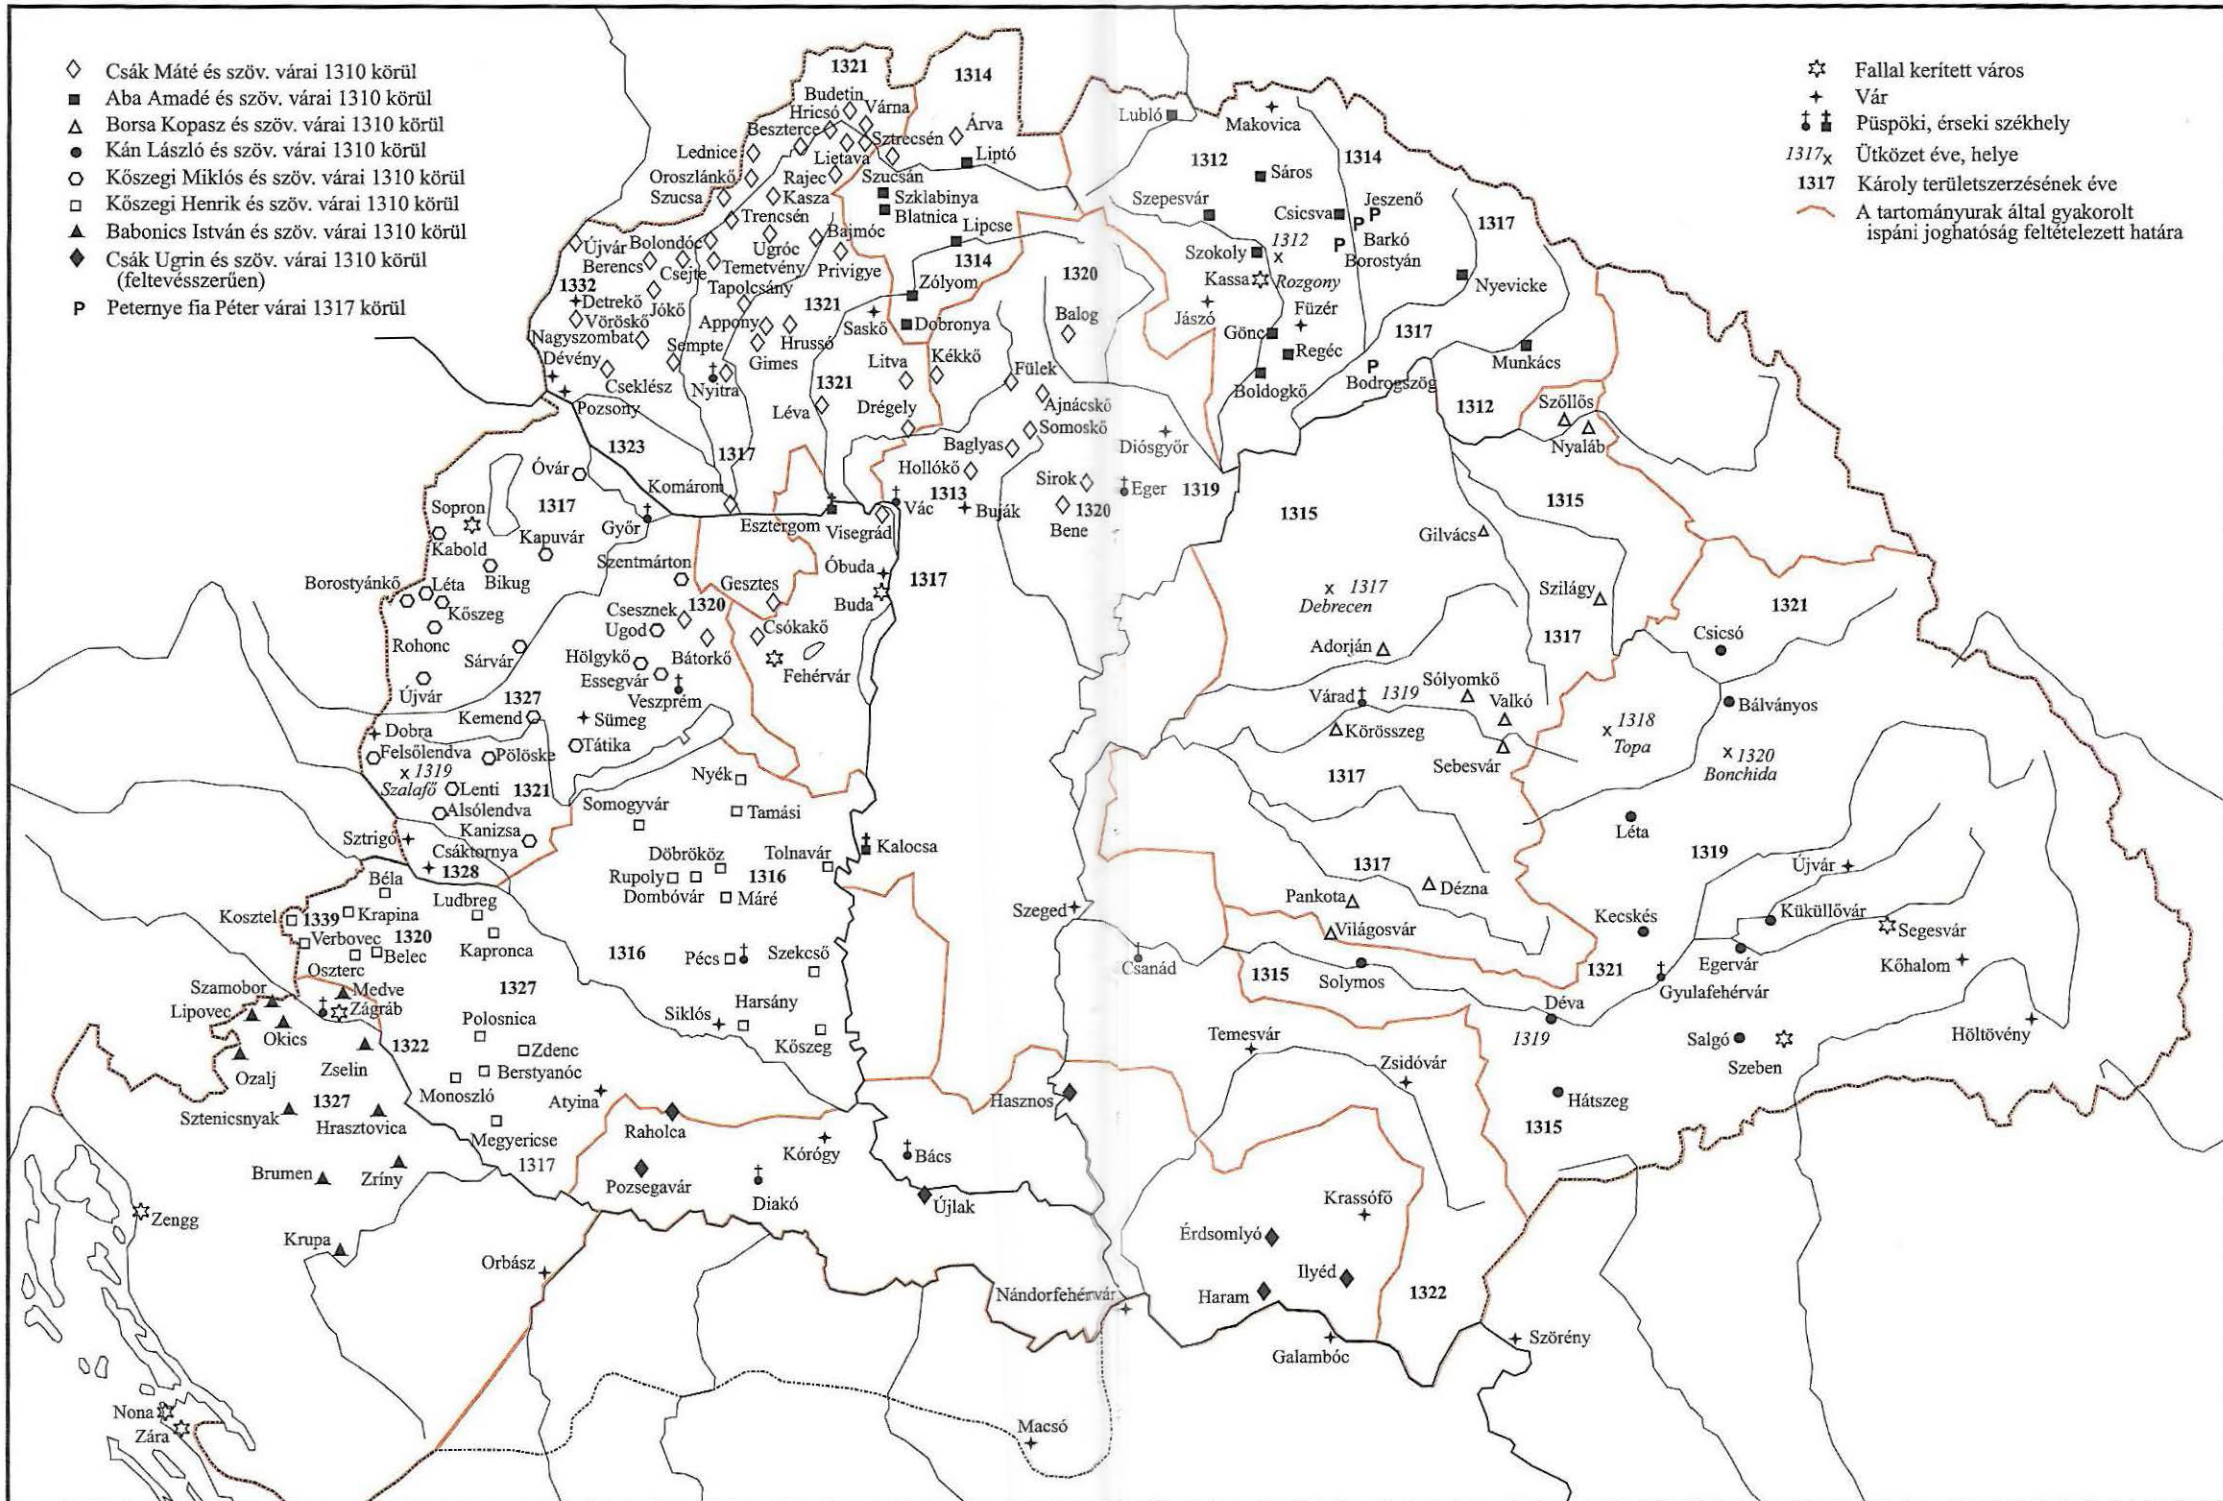 Csák Máté és szöv. várai 1310 körül
Aba Amadé és szöv. várai 1310 körül
Borsa Kopasz és szöv. várai 1310 körül
Kán László és szöv. várai 1310 körül
Kőszegi Miklós és szöv. várai 1310 körül
Kőszegi Henrik és szöv. várai 1310 körül
Babonics István és szöv. várai 1310 körül
Csák Ugrin és szöv. várai 1310 körül
(feltevésszerűen)
P Peternye fia Péter várai 1317 körül
Fallal kerített város
Vár
Püspöki, érseki székhely
1317x Ütközet éve, helye
1317 Károly területszerzésének éve
A tartományurak által gyakorolt
ispáni joghatóság feltételezett határa
1321
1314
Budetin
Hricsó
Várna
Beszterce
Sztrecsén
Árva
Lednice
Lietava
Liptó
Oroszlánkő
Rajec
Szucsán
Szucsa
Kasza
Szklabinya
Blatnica
Trencsén
Lipcse
Újvár
Bolondóc
Ugróc
Bajmóc
Berencs
Csejte
Temetvény
Privigye
1314
1332
Detrekő
Jókő
Tapolcsány
Zólyom
Vöröskő
Appony
1321
Saskő
Dobronya
Nagyszombat
Hrussó
Dévény
Sempte
Gimes
Litva
Kékkő
Cseklész
Nyitra
1321
Fülek
Pozsony
Léva
Drégely
Ajnácskő
1320
Balog
Somoskő
Baglyas
1323
1317
Hollókő
Sirok
Diósgyőr
Óvár
Komárom
1313
1320
Eger
1319
1317
Sopron
Győr
Esztergom
Visegrád
Vác
Buják
Bene
Kabold
Kapuvár
Bikug
Szentmárton
Óbuda
1317
Borostyánkő
Léta
Gesztes
Buda
Kőszeg
Csesznek
1320
Rohonc
Ugod
Csókakő
Sárvár
Hölgykő
Bátorkő
Fehérvár
Újvár
Essegvár
Veszprém
1327
Kemend
Sümeg
Dobra
Felsőlendva
Pölöske
Tátika
x 1319
Szalafő
Lenti
1321
Nyék
Alsólendva
Somogyvár
Tamási
Sztrigó
Kanizsa
Csáktornya
1328
Döbrököz
Tolnavár
Kalocsa
Béla
Rupoly
1316
Ludbreg
Dombóvár
Máré
Kosztel
1339
Krapina
Verbovec
1320
Kapronca
Belec
1316
Pécs
Szekcső
Oszterc
Szamobor
Medve
1327
Lipovec
Zágráb
Harsány
Okics
Polosnica
Siklós
Ozalj
Zselin
1322
Zdenc
Kőszeg
Monoszló
Berstyanóc
Sztenicsnyak
1327
Hrasztovica
Atyina
Megyericse
Raholca
1317
Kórógy
Brumen
Zríny
Pozsegavár
Diakó
Bács
Zengg
Újlak
Krupa
Orbász
Nona
Zára
Hasznos
Nándorfehérvár
Macsó
Lubló
Makovica
1312
Sáros
1314
Szepesvár
Csicsva
Jeszenő
P
P
1317
1312
x
Barkó
P
Borostyán
Szokoly
Kassa
Rozgony
Nyevicke
Jászó
Füzér
Gönc
1317
Regéc
Munkács
P
Bodrogszög
Boldogkő
1312
Szőllős
Nyaláb
1315
1315
Gilvács
x 1317
Debrecen
Szilágy
1321
1317
Csicsó
Adorján
Várad
1319
Sólyomkő
Valkó
Bálványos
Körösszeg
x 1318
Topa
Sebesvár
x 1320
Bonchida
1317
Léta
1319
1317
Újvár
Dézna
Pankota
Kecskés
Küküllővár
Szeged
Világosvár
Segesvár
Egervár
Kőhalom
Csanád
1315
Solymos
1321
Gyulafehérvár
Déva
1319
Temesvár
Salgó
Szeben
Höltövény
Zsidóvár
Hátszeg
1315
Krassófő
Érdsomlyó
Ilyéd
Haram
1322
Galambóc
Szörény